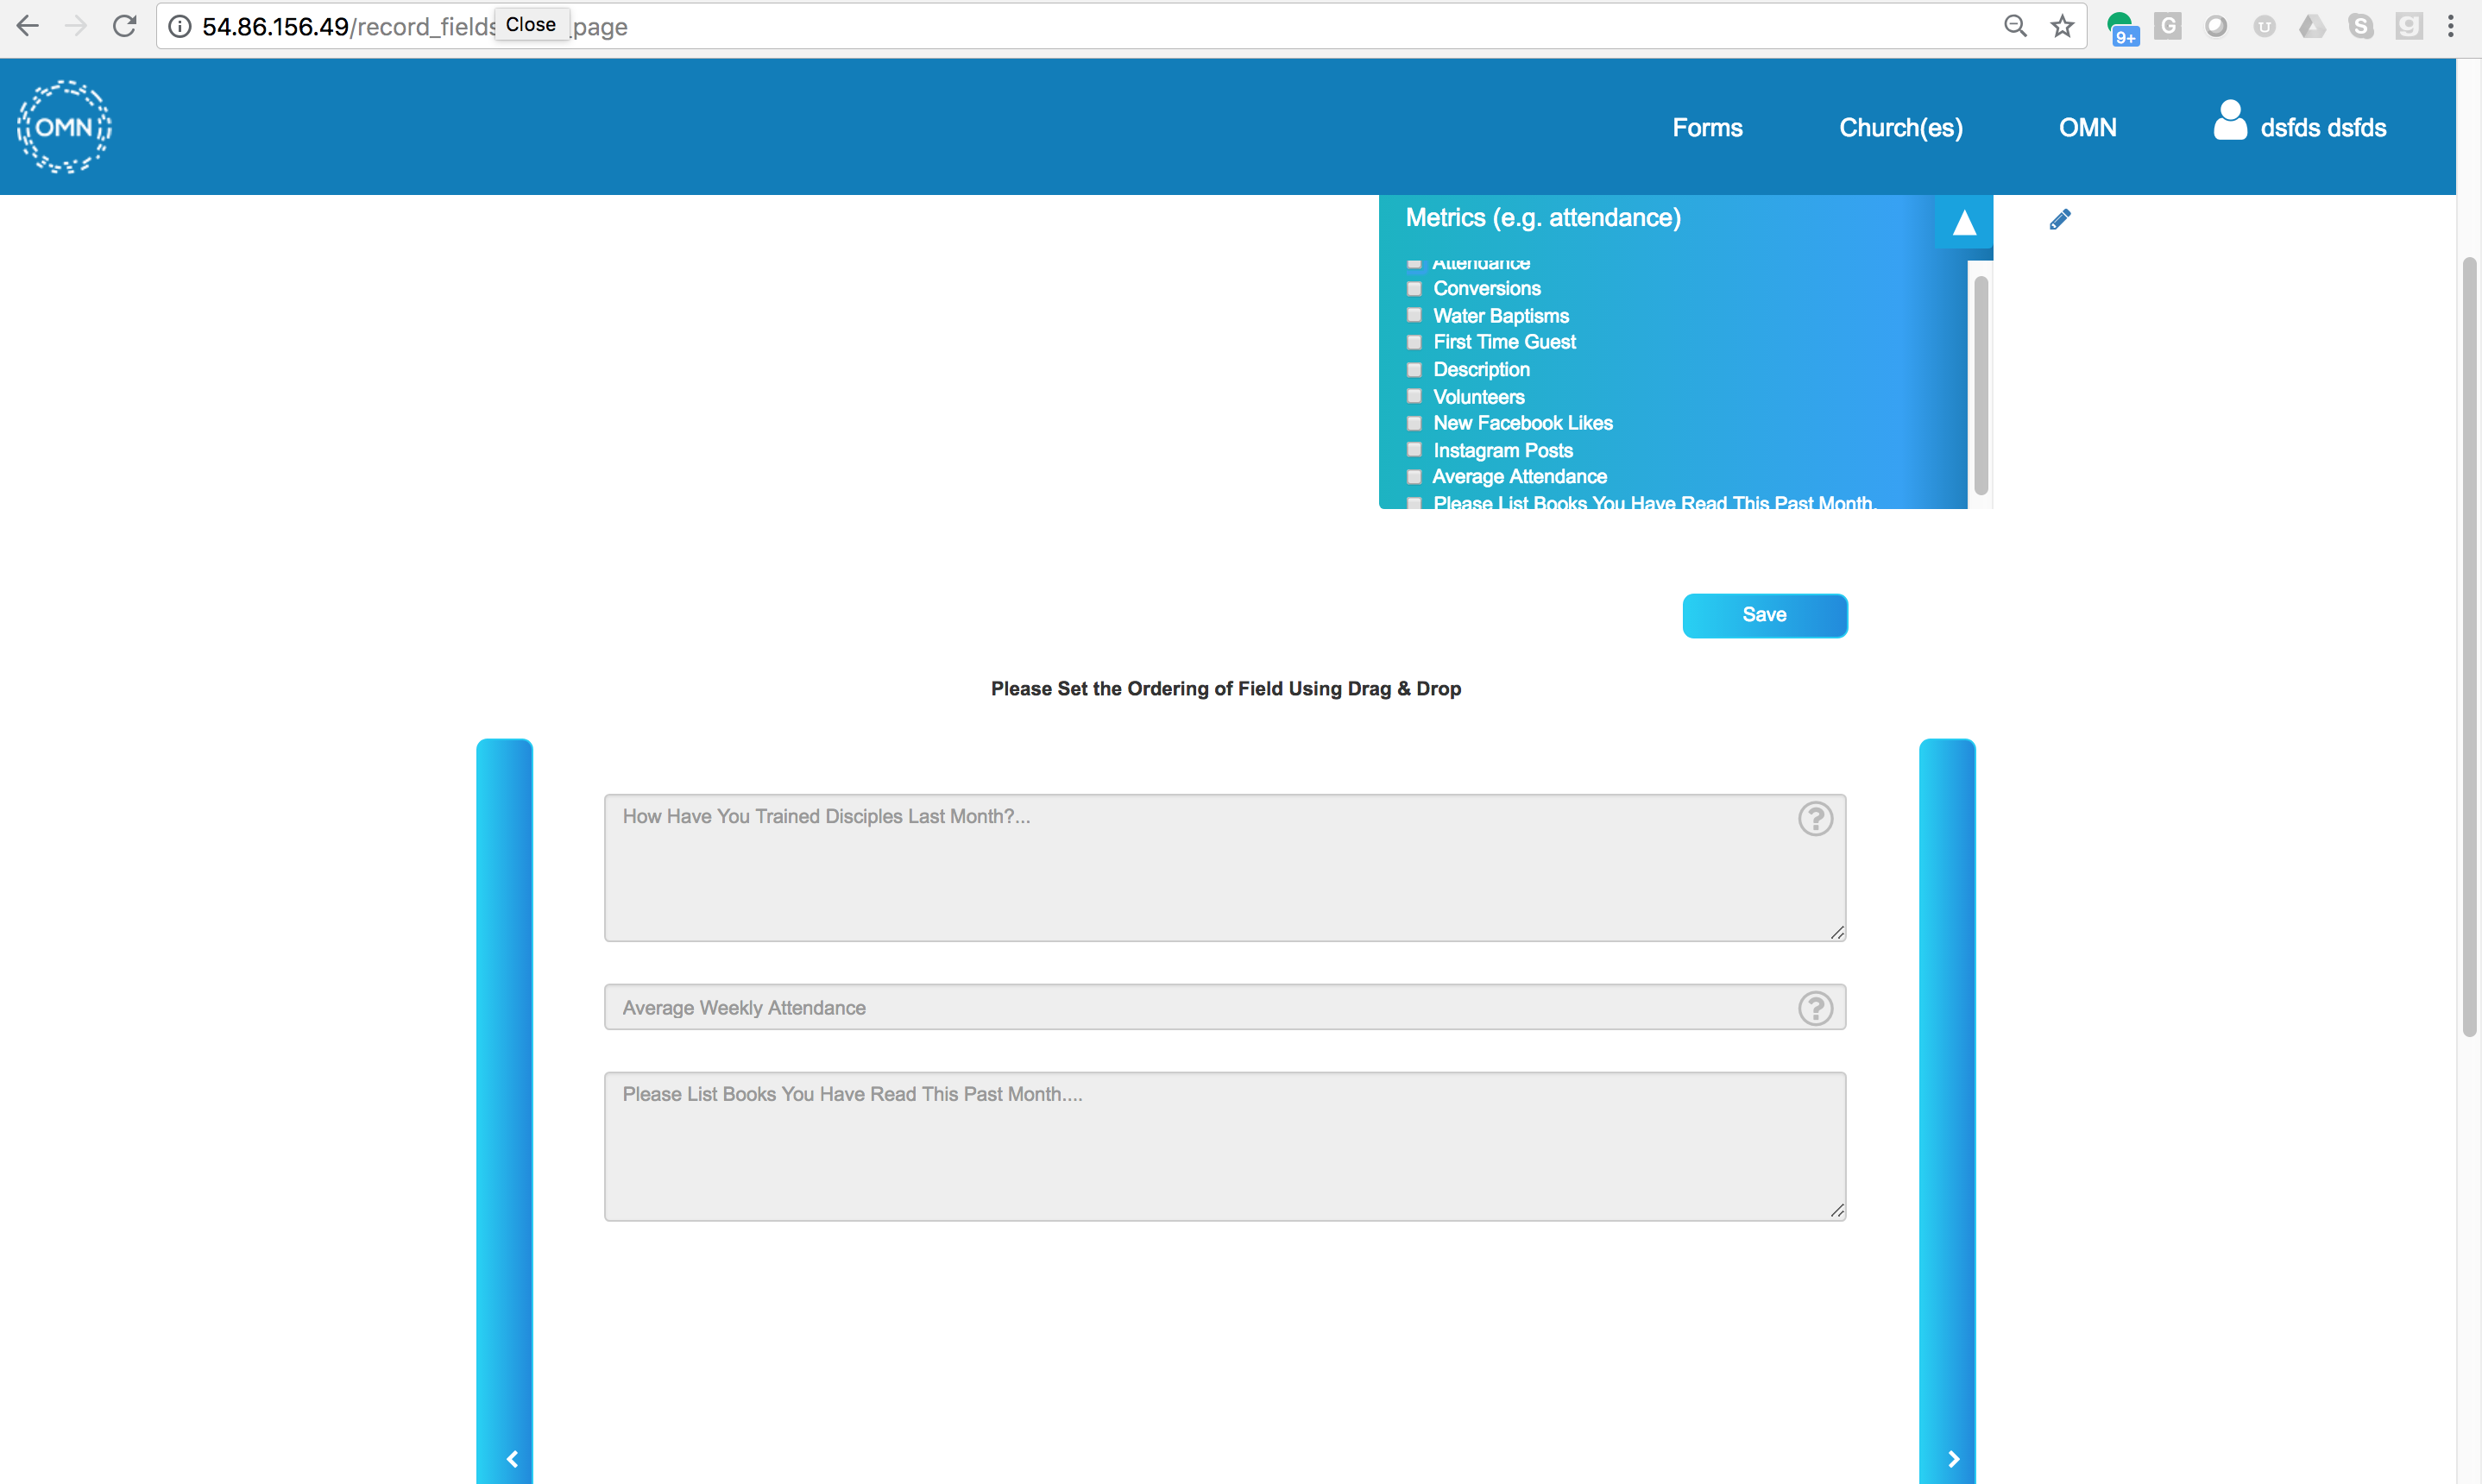 54.86.156.49/record_fields
Close
_page
9+
G
U
S
g
OMN
Forms
Church(es)
OMN
dsfds dsfds
Metrics (e.g. attendance)
Attendance
Conversions
Water Baptisms
First Time Guest
Description
Volunteers
New Facebook Likes
Instagram Posts
Average Attendance
Please List Books You Have Read This Past Month.
Save
Please Set the Ordering of Field Using Drag & Drop
How Have You Trained Disciples Last Month?...
?
Average Weekly Attendance
?
Please List Books You Have Read This Past Month....